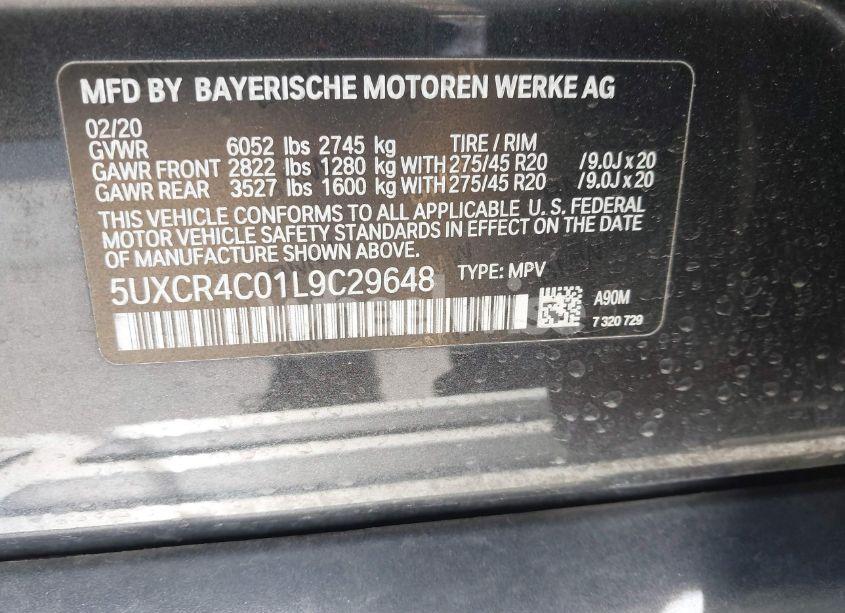 MFD BY BAYERISCHE MOTOREN WERKE AG
02/20
GVWR 6052 lbs 2745 kg TIRE / RIM
GAWR FRONT 2822 lbs 1280 kg WITH 275/45 R20 /9.0J x 20
GAWR REAR 3527 lbs 1600 kg WITH 275/45 R20 /9.0J x 20
THIS VEHICLE CONFORMS TO ALL APPLICABLE U. S. FEDERAL
MOTOR VEHICLE SAFETY STANDARDS IN EFFECT ON THE DATE
OF MANUFACTURE SHOWN ABOVE.
5UXCR4C01L9C29648 TYPE: MPV
A90M
7 320 729